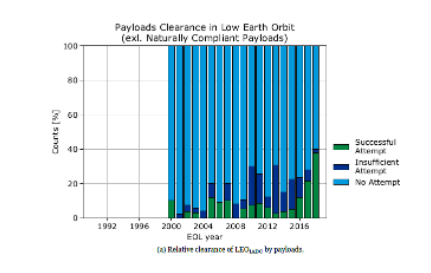 Payloads Clearance in Low Earth Orbit
(exl. Naturally Compliant Payloads)
100
80
60
40
20
0
Counts [%]
1992 1996 2000 2004 2008 2012 2016
EOL year
Successful
Attempt
Insufficient
Attempt
No Attempt
(a) Relative clearance of LEOIADC by payloads.